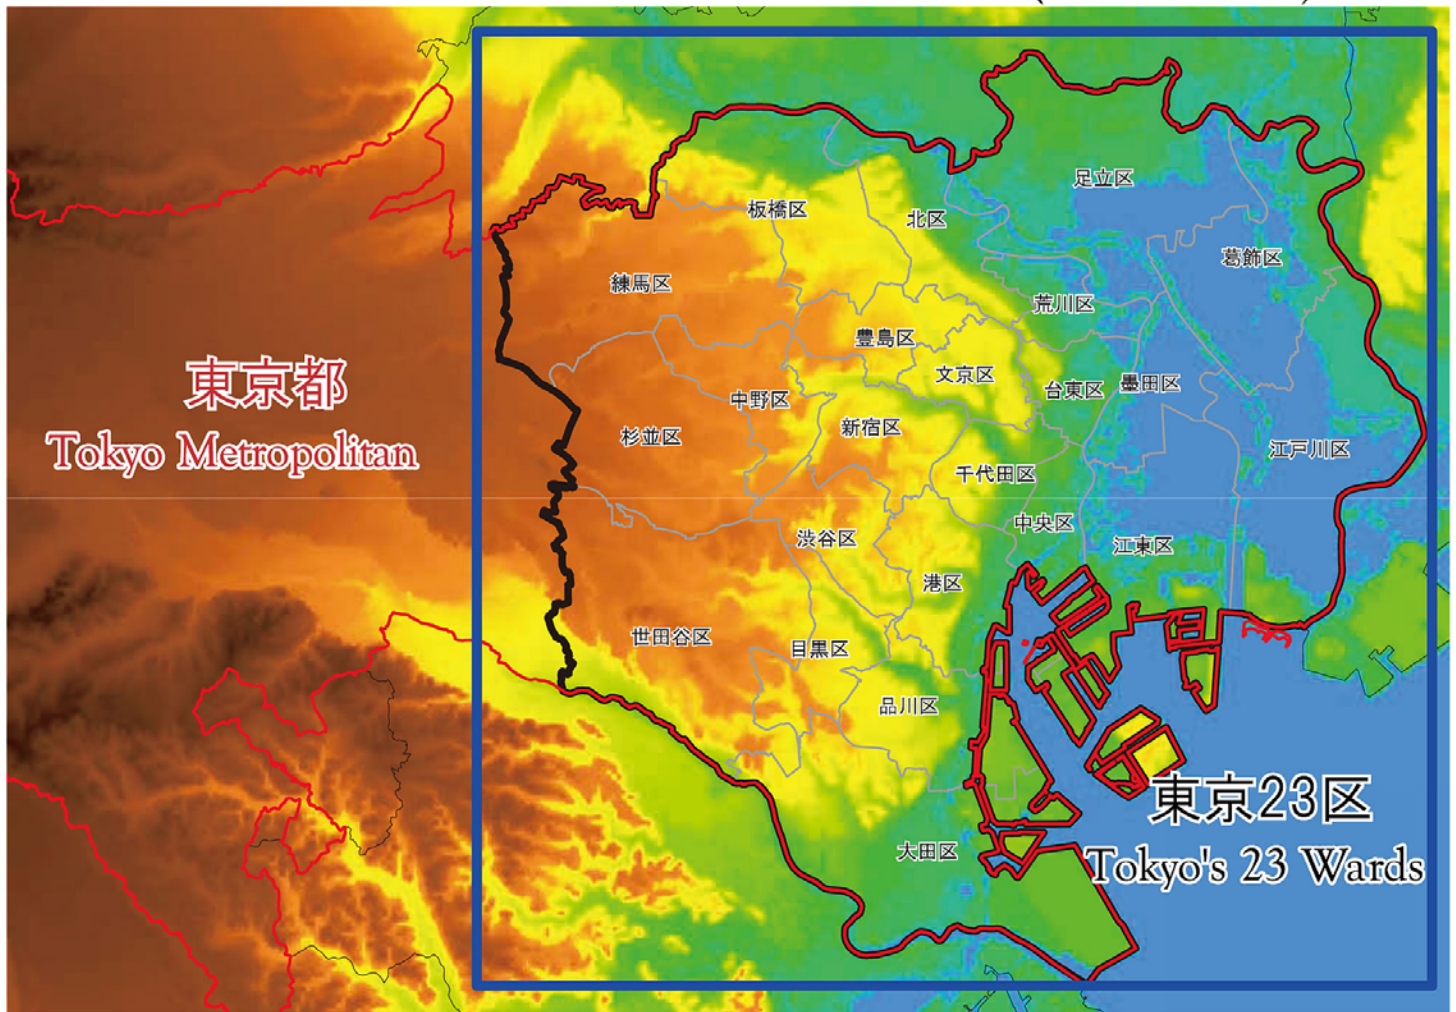 足立区
板橋区
北区
葛飾区
練馬区
荒川区
豊島区
文京区
台東区
墨田区
東京都
Tokyo Metropolitan
中野区
杉並区
新宿区
江戸川区
千代田区
中央区
渋谷区
江東区
港区
世田谷区
目黒区
品川区
東京23区
Tokyo's 23 Wards
大田区